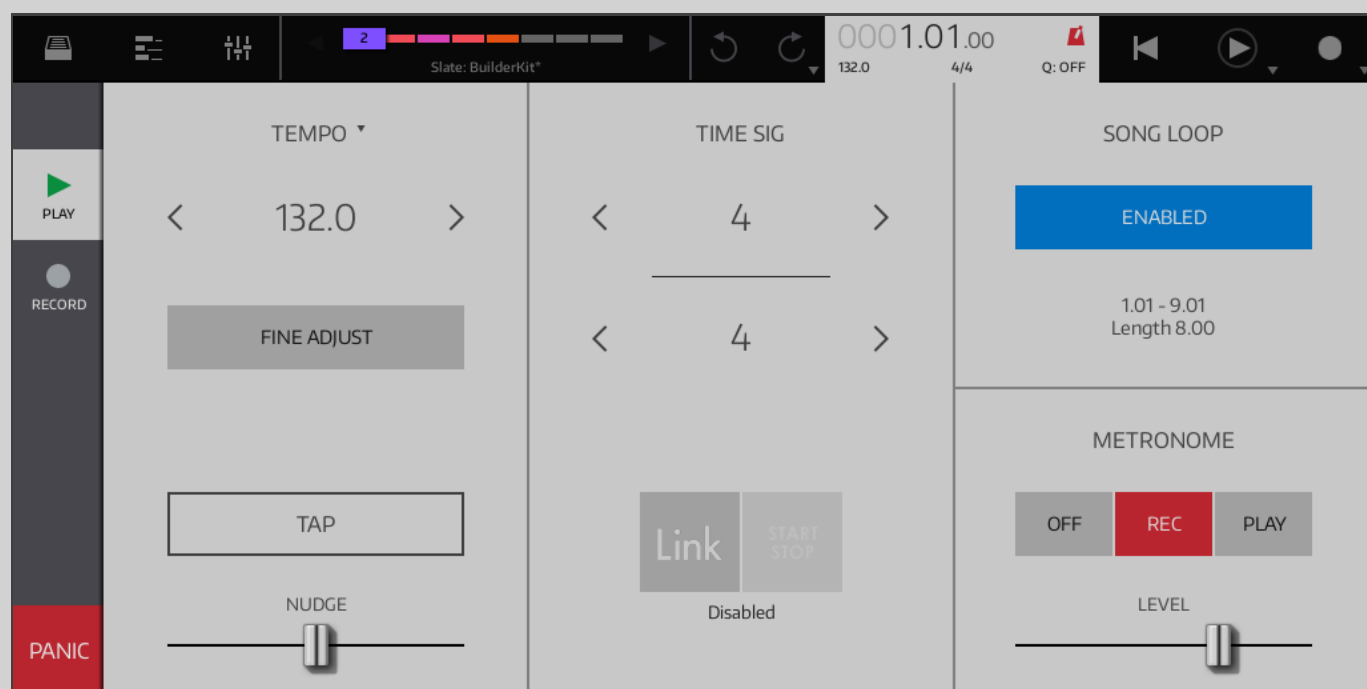 2
Slate: BuilderKit*
0001.01.00
132.0 4/4 Q: OFF
PLAY
RECORD
PANIC
TEMPO
132.0
FINE ADJUST
TAP
NUDGE
TIME SIG
4
4
Link START STOP
Disabled
SONG LOOP
ENABLED
1.01 - 9.01
Length 8.00
METRONOME
OFF REC PLAY
LEVEL